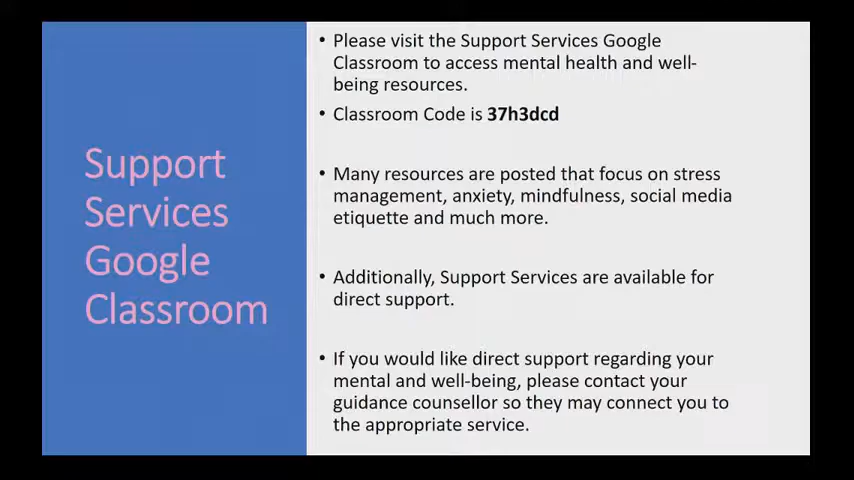 Support
Services
Google
Classroom
• Please visit the Support Services Google
Classroom to access mental health and well-
being resources.
• Classroom Code is 37h3dcd
• Many resources are posted that focus on stress
management, anxiety, mindfulness, social media
etiquette and much more.
• Additionally, Support Services are available for
direct support.
• If you would like direct support regarding your
mental and well-being, please contact your
guidance counsellor so they may connect you to
the appropriate service.